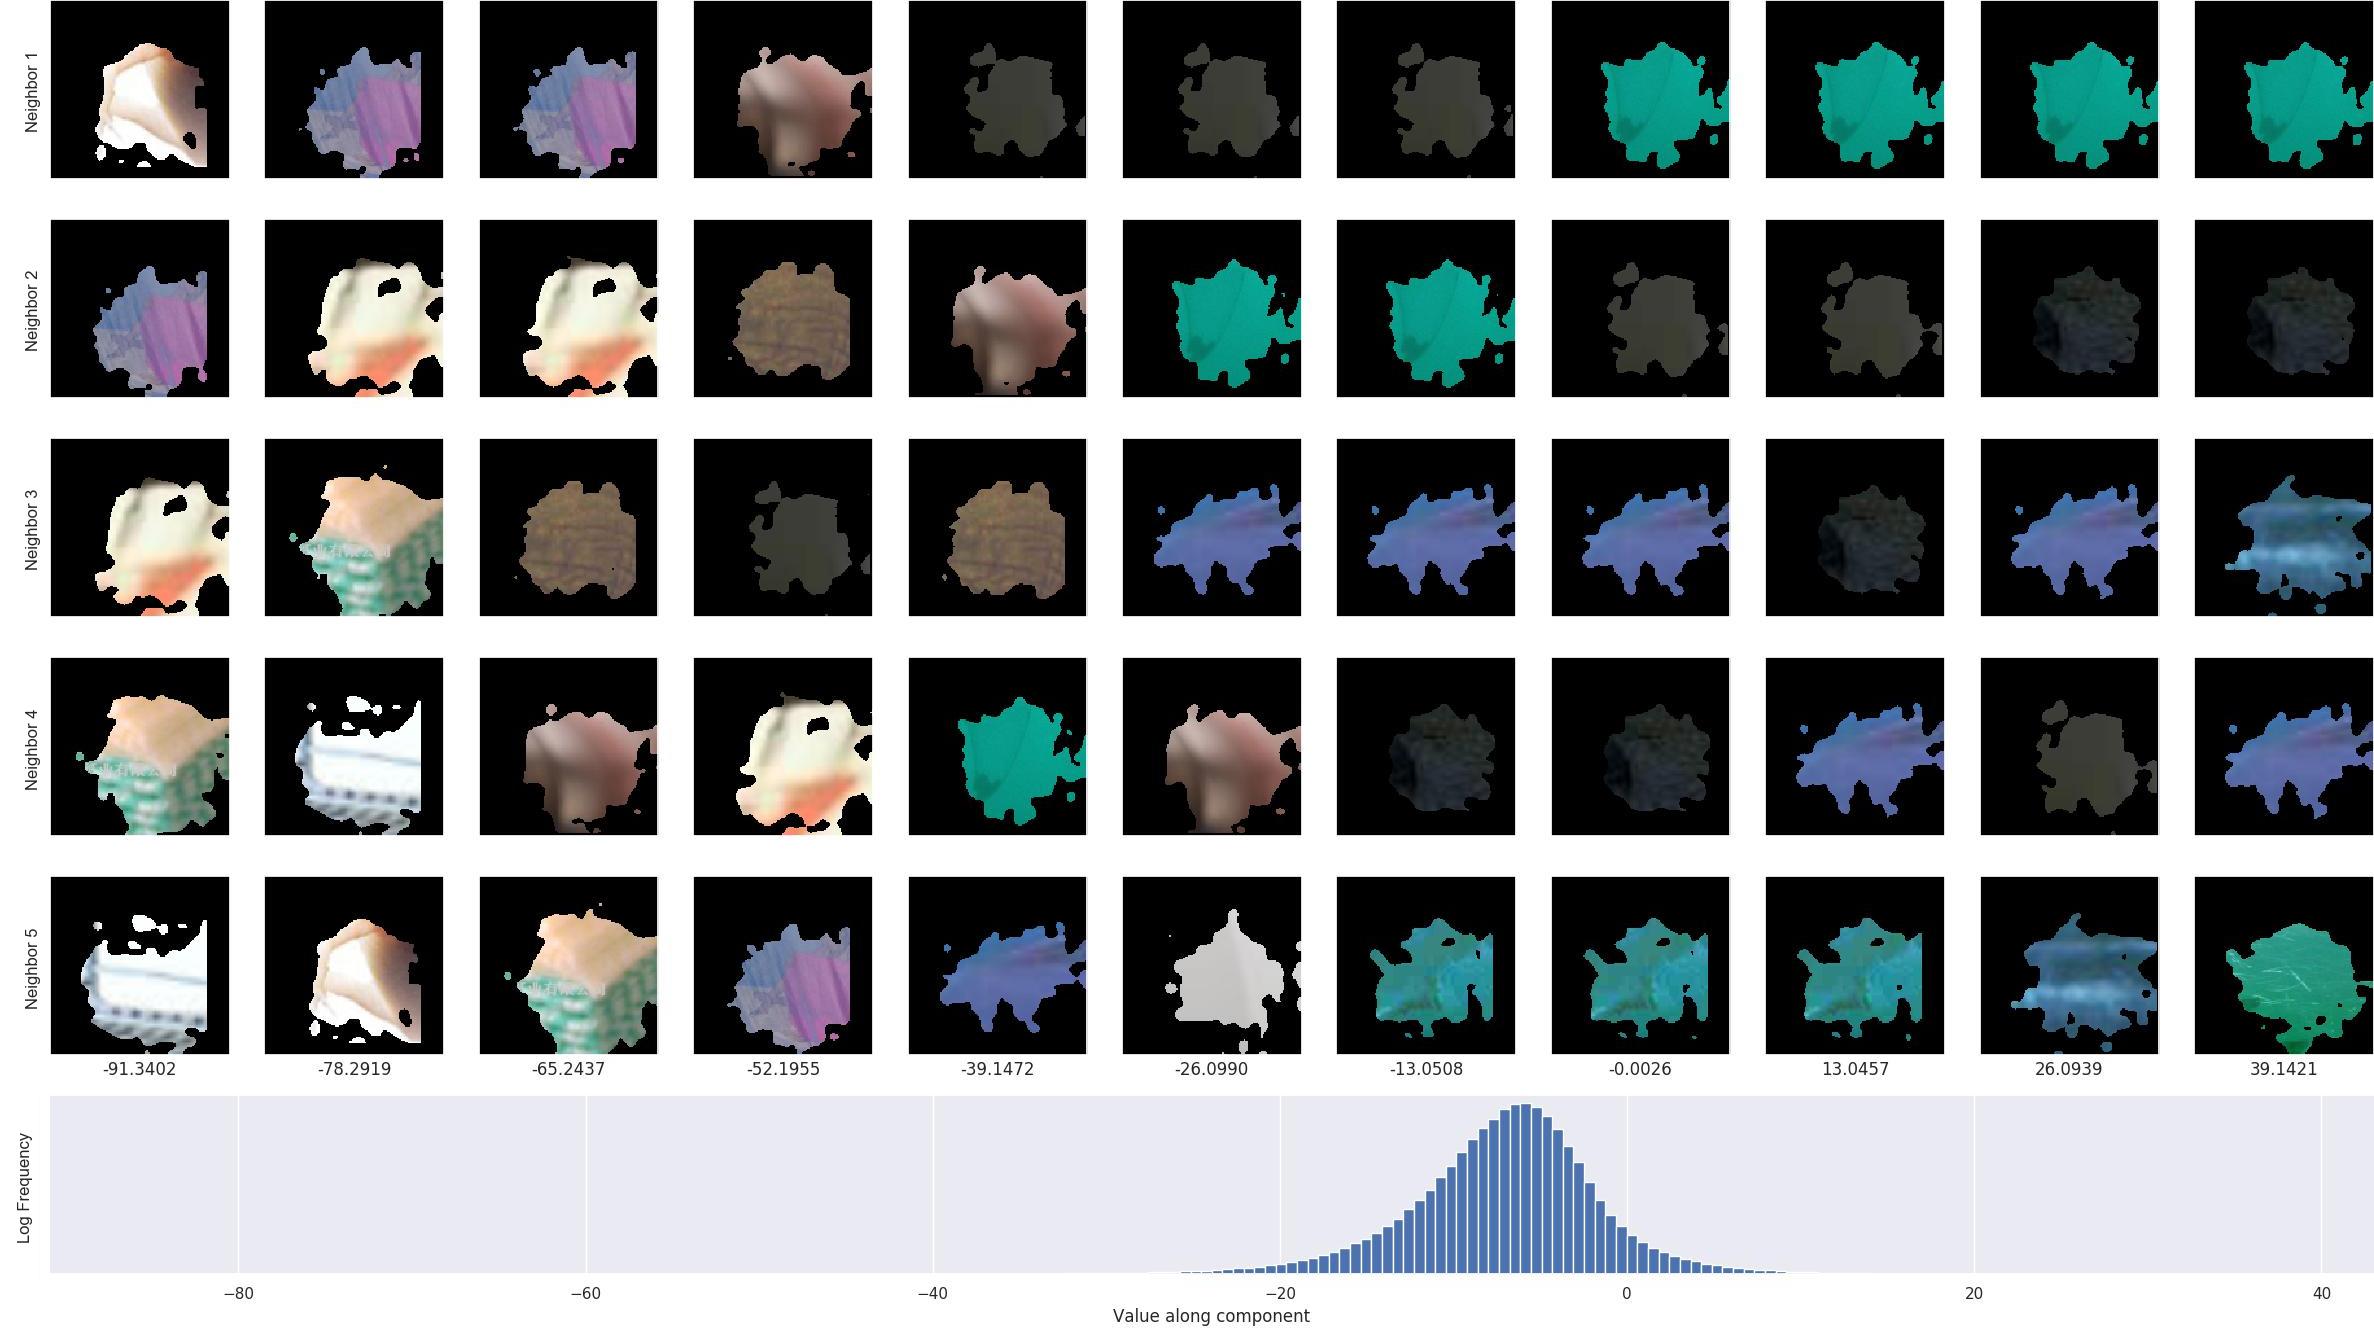 Neighbor 1
Neighbor 2
Neighbor 3
Neighbor 4
Neighbor 5
-91.3402 -78.2919 -65.2437 -52.1955 -39.1472 -26.0990 -13.0508 -0.0026 13.0457 26.0939 39.1421
Log Frequency
−80 −60 −40 −20 0 20 40
Value along component